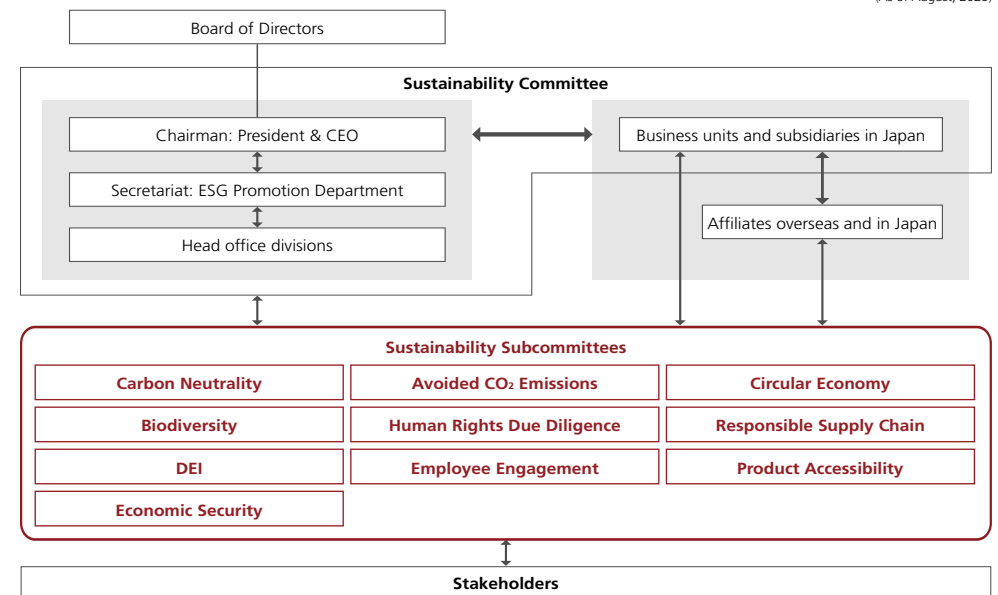 Board of Directors
Sustainability Committee
Chairman: President & CEO
Secretariat: ESG Promotion Department
Head office divisions
Business units and subsidiaries in Japan
Affiliates overseas and in Japan
Sustainability Subcommittees
Carbon Neutrality
Avoided CO₂ Emissions
Circular Economy
Biodiversity
Human Rights Due Diligence
Responsible Supply Chain
DEI
Employee Engagement
Product Accessibility
Economic Security
Stakeholders